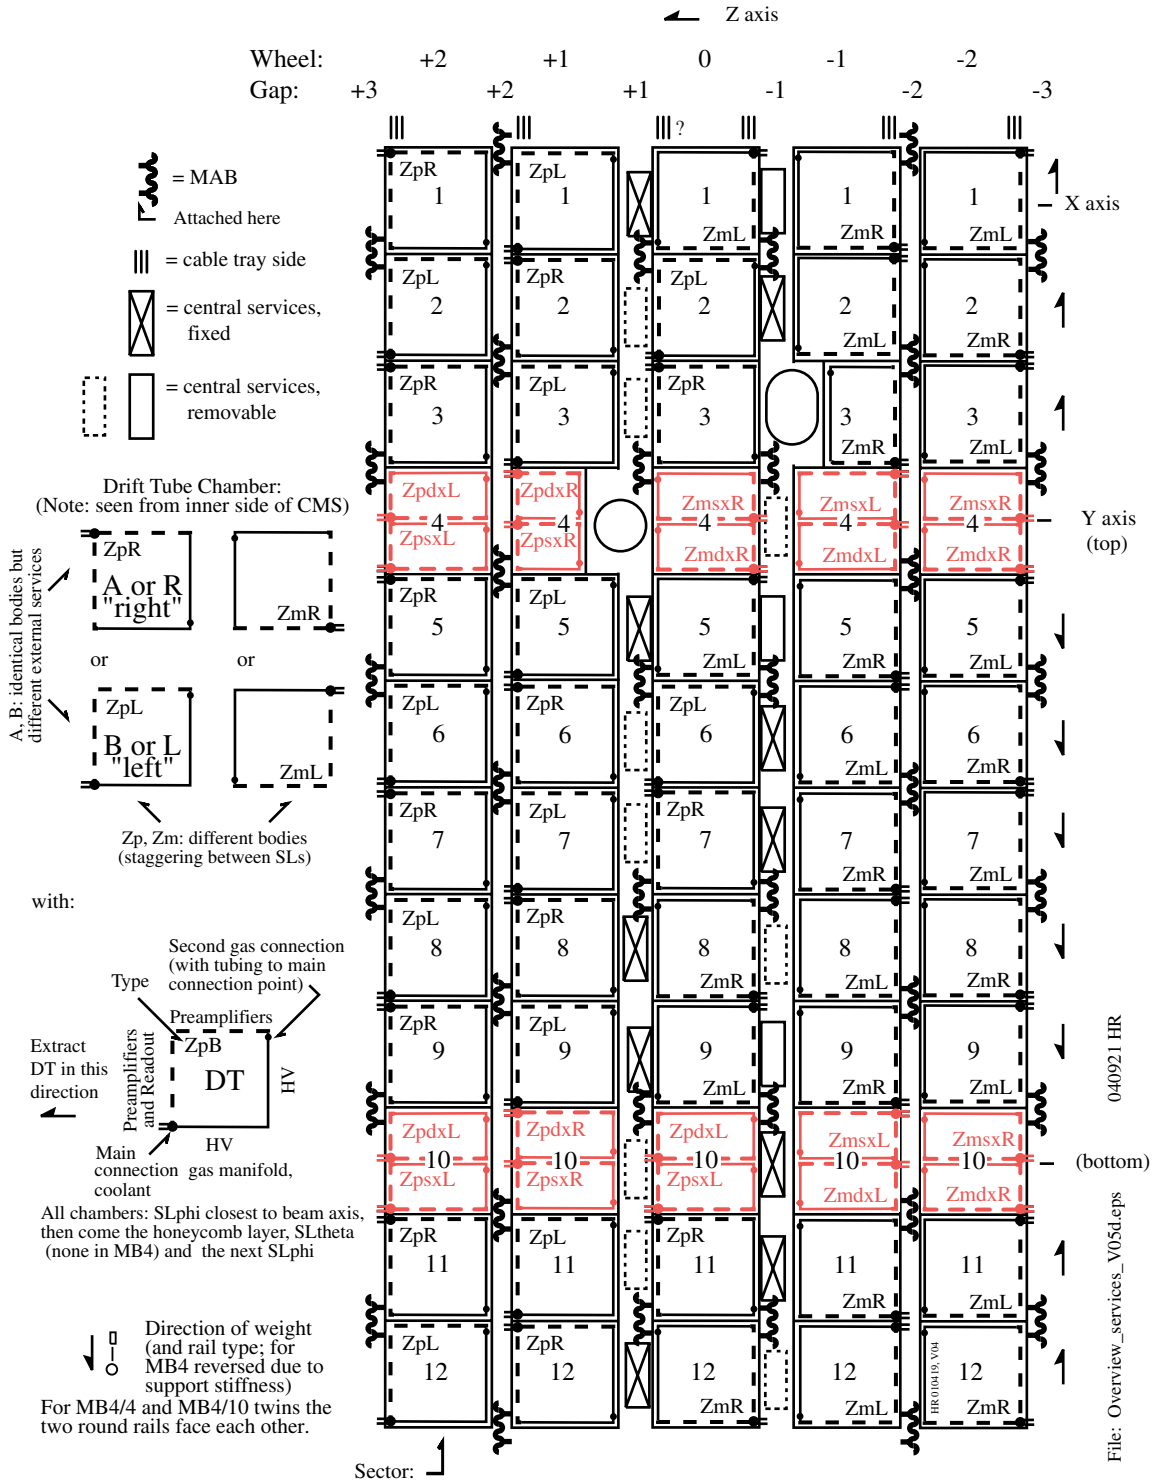 Z axis
Wheel: +2 +1 0 -1 -2
Gap: +3 +2 +1 -1 -2 -3
?
= MAB
Attached here
= cable tray side
= central services,
fixed
= central services,
removable
Drift Tube Chamber:
(Note: seen from inner side of CMS)
ZpR
A or R
"right"
ZmR
or
or
ZpL
B or L
"left"
ZmL
A, B: identical bodies but
different external services
Zp, Zm: different bodies
(staggering between SLs)
with:
Second gas connection
(with tubing to main
connection point)
Type
Preamplifiers
ZpB
DT
Preamplifiers
and Readout
HV
HV
Extract
DT in this
direction
Main
connection gas manifold,
coolant
All chambers: SLphi closest to beam axis,
then come the honeycomb layer, SLtheta
(none in MB4) and the next SLphi
Direction of weight
(and rail type; for
MB4 reversed due to
support stiffness)
For MB4/4 and MB4/10 twins the
two round rails face each other.
Sector:
ZpR 1 ZpL 1 1 ZmL 1 ZmR 1 ZmL
ZpL 2 ZpR 2 ZpL 2 2 ZmL 2 ZmR
ZpR 3 ZpL 3 ZpR 3 3 ZmR 3 ZmL
ZpdxL ZpdxR ZmsxR ZmsxL ZmsxR
4 4 4 4 4
ZpsxL ZpsxR ZmdxR ZmdxL ZmdxR
ZpR 5 ZpL 5 5 ZmL 5 ZmR 5 ZmL
ZpL 6 ZpR 6 ZpL 6 6 ZmL 6 ZmR
ZpR 7 ZpL 7 ZpR 7 7 ZmR 7 ZmL
ZpL 8 ZpR 8 8 ZmR 8 ZmL 8 ZmR
ZpR 9 ZpL 9 9 ZmL 9 ZmR 9 ZmL
ZpdxL ZpdxR ZpdxL ZmsxL ZmsxR
10 10 10 10 10
ZpsxL ZpsxR ZpsxL ZmdxL ZmdxR
ZpR 11 ZpL 11 ZpR 11 11 ZmR 11 ZmL
ZpL 12 ZpR 12 12 ZmR 12 ZmL 12 ZmR
HR 010419, V04
X axis
Y axis
(top)
(bottom)
040921 HR
File: Overview_services_V05d.eps